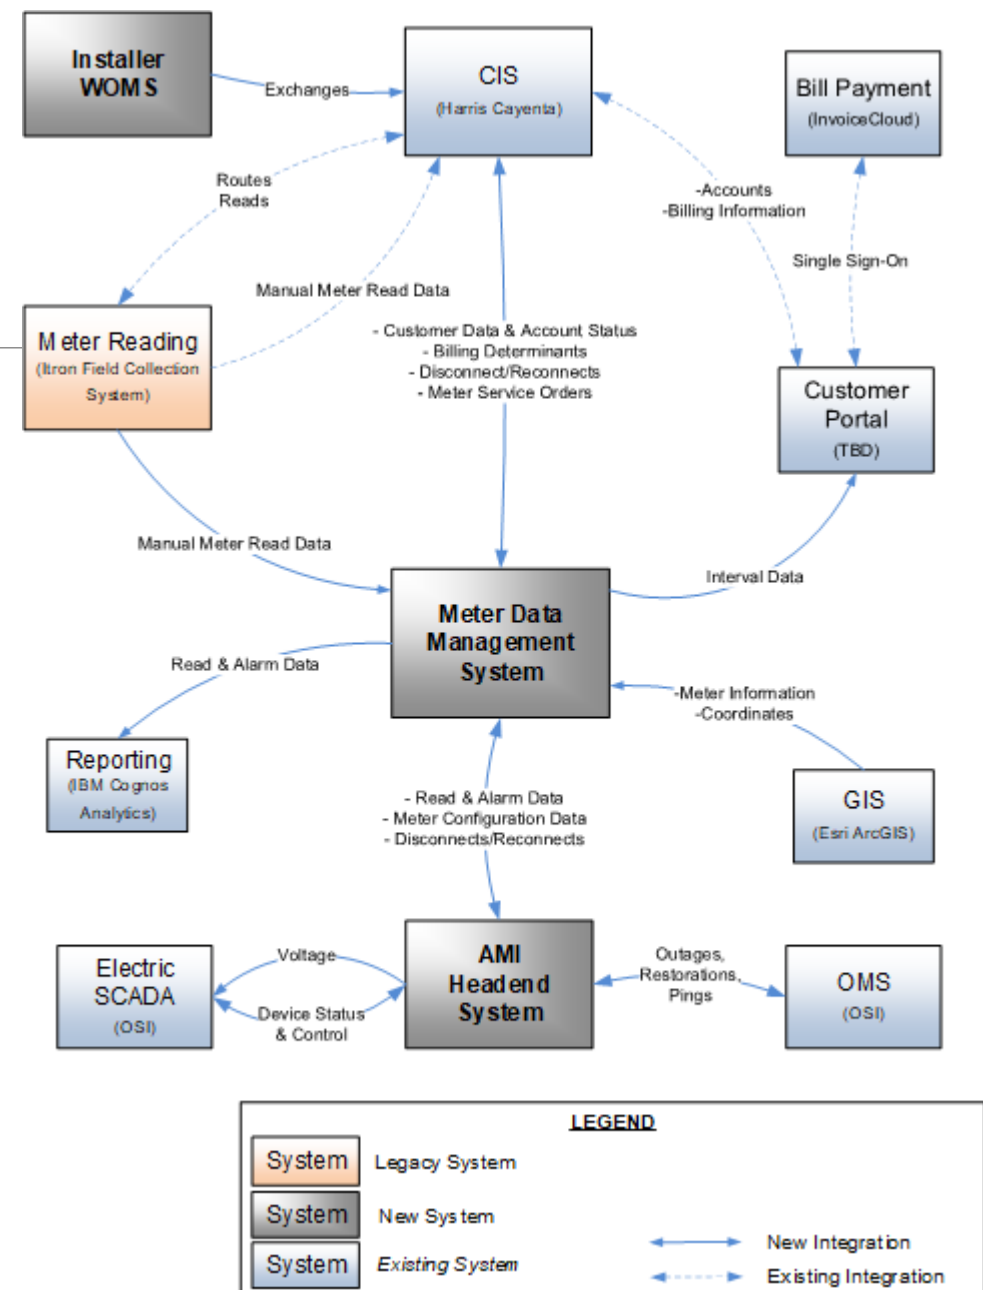 Installer
WOMS
Exchanges
CIS
(Harris Cayenta)
Bill Payment
(InvoiceCloud)
Routes
Reads
-Accounts
-Billing Information
Single Sign-On
Manual Meter Read Data
Meter Reading
(Itron Field Collection
System)
- Customer Data & Account Status
- Billing Determinants
- Disconnect/Reconnects
- Meter Service Orders
Customer
Portal
(TBD)
Manual Meter Read Data
Interval Data
Meter Data
Management
System
Read & Alarm Data
-Meter Information
-Coordinates
Reporting
(IBM Cognos
Analytics)
- Read & Alarm Data
- Meter Configuration Data
- Disconnects/Reconnects
GIS
(Esri ArcGIS)
Electric
SCADA
(OSI)
Voltage
Device Status
& Control
AMI
Headend
System
Outages,
Restorations,
Pings
OMS
(OSI)
LEGEND
System
Legacy System
System
New System
System
Existing System
New Integration
Existing Integration